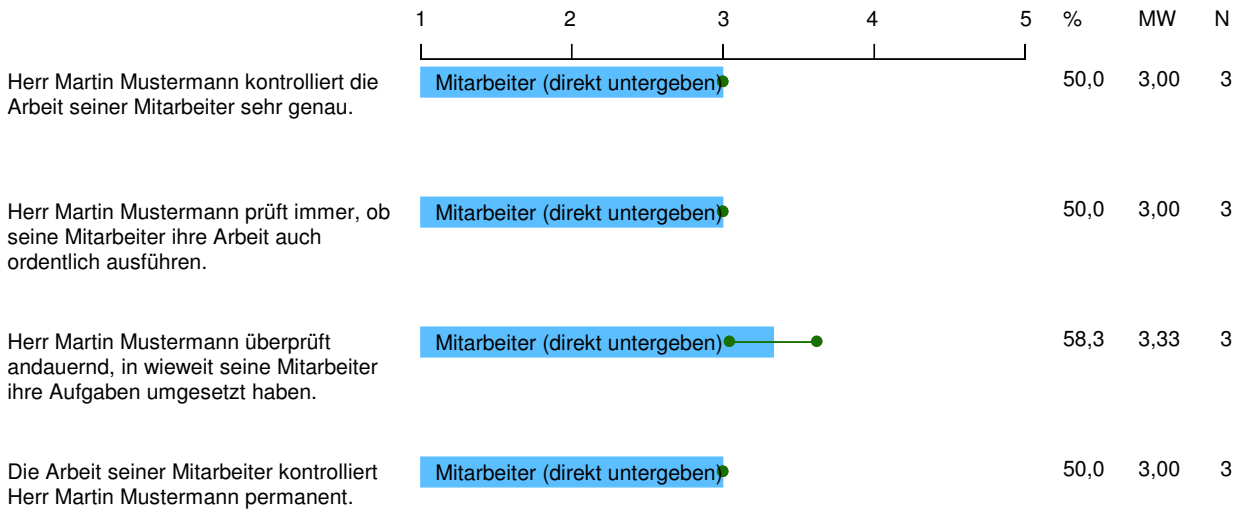 1 2 3 4 5 % MW N
Herr Martin Mustermann kontrolliert die
Arbeit seiner Mitarbeiter sehr genau.
Mitarbeiter (direkt untergeben) 50,0 3,00 3
Herr Martin Mustermann prüft immer, ob
seine Mitarbeiter ihre Arbeit auch
ordentlich ausführen.
Mitarbeiter (direkt untergeben) 50,0 3,00 3
Herr Martin Mustermann überprüft
andauernd, in wieweit seine Mitarbeiter
ihre Aufgaben umgesetzt haben.
Mitarbeiter (direkt untergeben) 58,3 3,33 3
Die Arbeit seiner Mitarbeiter kontrolliert
Herr Martin Mustermann permanent.
Mitarbeiter (direkt untergeben) 50,0 3,00 3